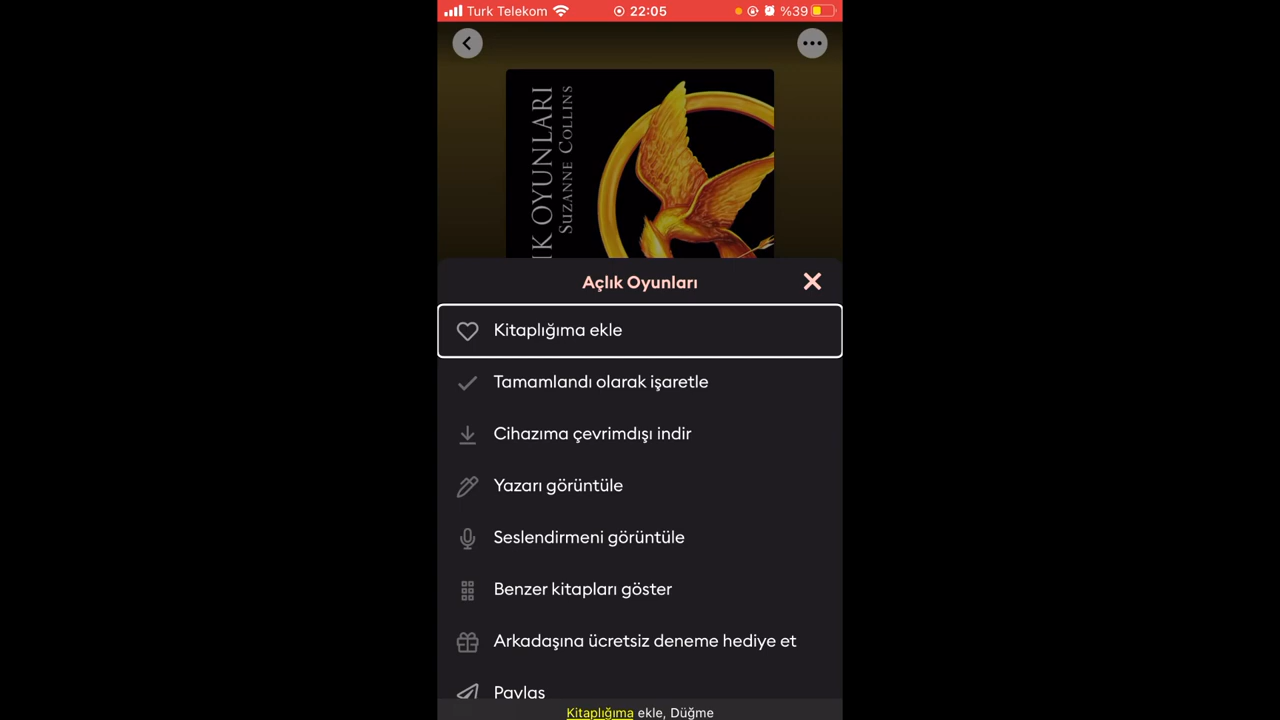 Turk Telekom
22:05
%39
IK OYUNLARI
SUZANNE COLLINS
Açlık Oyunları
Kitaplığıma ekle
Tamamlandı olarak işaretle
Cihazıma çevrimdışı indir
Yazarı görüntüle
Seslendirmeni görüntüle
Benzer kitapları göster
Arkadaşına ücretsiz deneme hediye et
Paylaş
Kitaplığıma ekle, Düğme